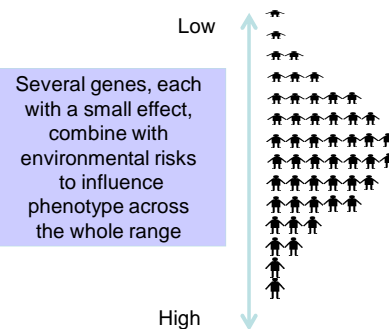 Low
Several genes, each
with a small effect,
combine with
environmental risks
to influence
phenotype across
the whole range
High